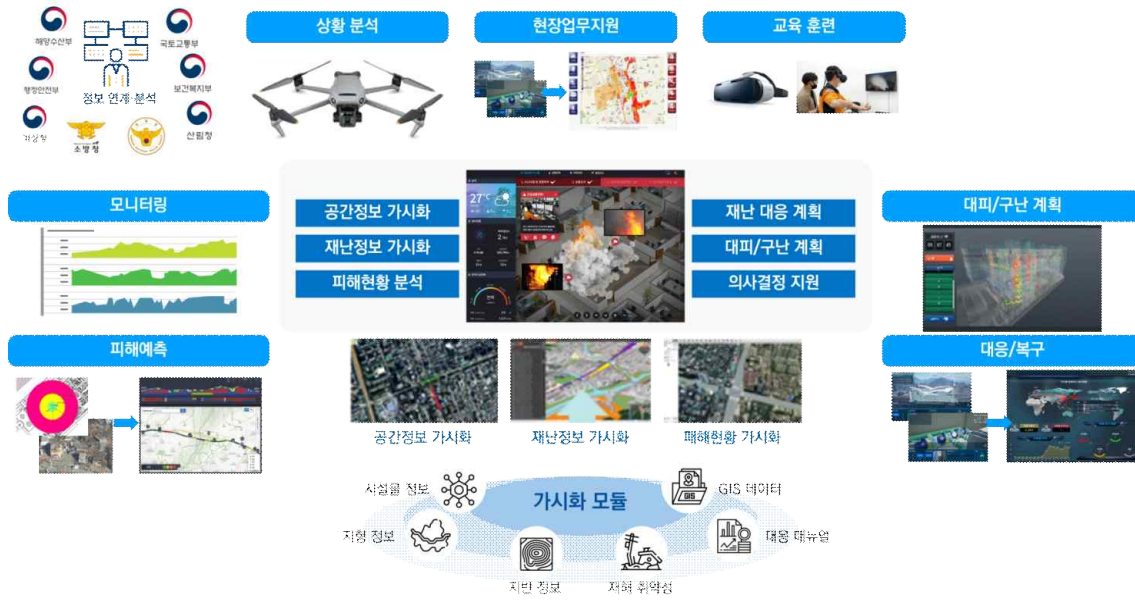 해양수산부
국토교통부
행정안전부
보건복지부
정보 연계 분석
기상청
소방청
산림청
상황 분석
현장업무지원
교육 훈련
모니터링
공간정보 가시화
재난정보 가시화
피해현황 분석
27°C
재난 대응 계획
대피/구난 계획
의사결정 지원
대피/구난 계획
피해예측
대응/복구
공간정보 가시화
재난정보 가시화
패해현황 가시화
시설물 정보
가시화 모듈
GIS
GIS 데이터
지형 정보
대응 매뉴얼
지반 정보
재해 취약성